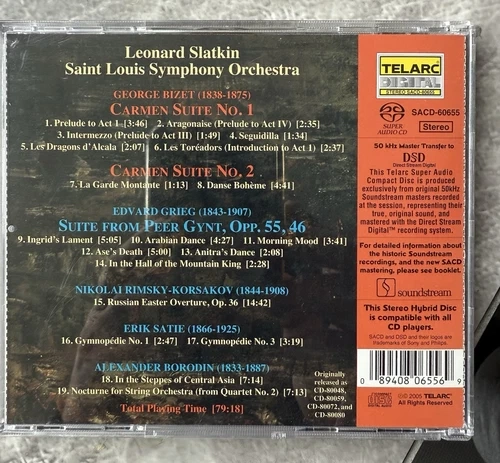 Leonard Slatkin
Saint Louis Symphony Orchestra
GEORGE BIZET (1838-1875)
CARMEN SUITE NO. 1
1. Prelude to Act 1 [3:46] 2. Aragonaise (Prelude to Act IV) [2:35]
3. Intermezzo (Prelude to Act III) [1:49] 4. Seguidilla [1:34]
5. Les Dragons d'Alcala [2:07] 6. Les Toréadors (Introduction to Act 1) [2:37]
CARMEN SUITE NO. 2
7. La Garde Montante [1:13] 8. Danse Bohème [4:41]
EDVARD GRIEG (1843-1907)
SUITE FROM PEER GYNT, OPP. 55, 46
9. Ingrid's Lament [5:05] 10. Arabian Dance [4:27] 11. Morning Mood [3:41]
12. Ase's Death [5:00] 13. Anitra's Dance [2:08]
14. In the Hall of the Mountain King [2:28]
NIKOLAI RIMSKY-KORSAKOV (1844-1908)
15. Russian Easter Overture, Op. 36 [14:42]
ERIK SATIE (1866-1925)
16. Gymnopédie No. 1 [2:47] 17. Gymnopédie No. 3 [3:19]
ALEXANDER BORODIN (1833-1887)
18. In the Steppes of Central Asia [7:14]
19. Nocturne for String Orchestra (from Quartet No. 2) [7:13]
Total Playing Time [79:18]
Originally
released as
CD-80048,
CD-80059,
CD-80072, and
CD-80080
TELARC
DIGITAL
STEREO SACD-60655
SUPER AUDIO CD
SACD-60655
Stereo
50 kHz Master Transfer to
DSD
Direct Stream Digital
This Telarc Super Audio
Compact Disc is produced
exclusively from original 50kHz
Soundstream masters recorded
at the session, representing their
true, original sound, and
mastered with the Direct Stream
Digital™ recording system.
For detailed information about
the historic Soundstream
recordings, and the new SACD
mastering, please see booklet.
soundstream
This Stereo Hybrid Disc
is compatible with all
CD players.
SACD and DSD and their logos are
trademarks of Sony and Philips.
0 89408 06556 9
COMPACT
disc
DIGITAL AUDIO
℗© 2005 TELARC
All Rights Reserved.